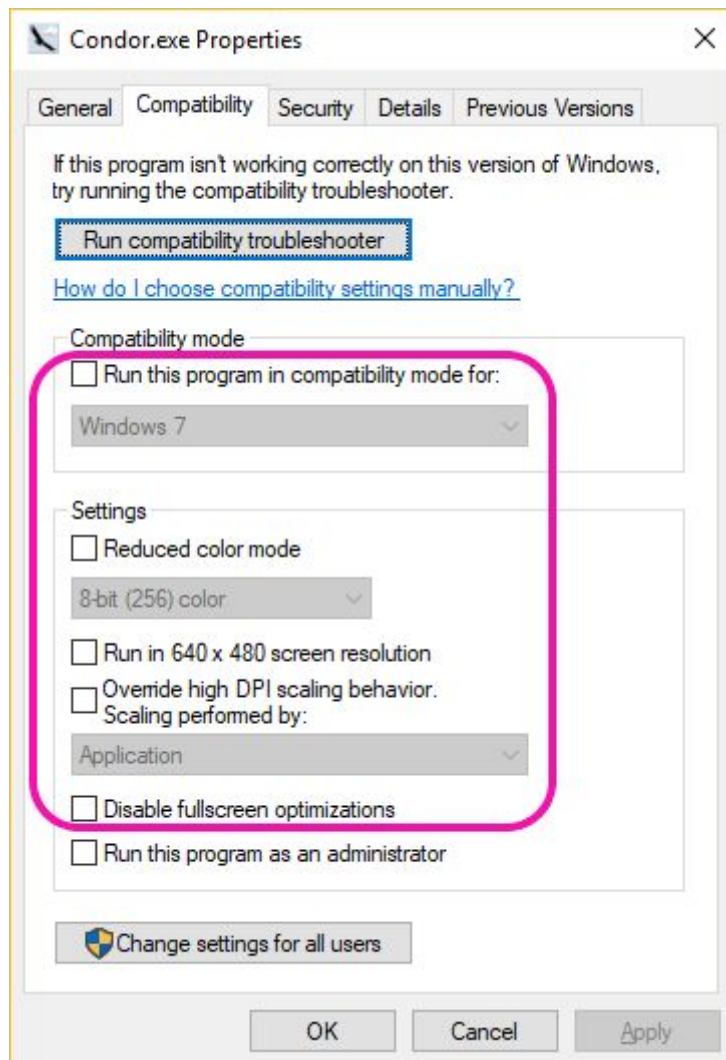 Condor.exe Properties
General Compatibility Security Details Previous Versions
If this program isn't working correctly on this version of Windows,
try running the compatibility troubleshooter.
Run compatibility troubleshooter
How do I choose compatibility settings manually?
Compatibility mode
Run this program in compatibility mode for:
Windows 7
Settings
Reduced color mode
8-bit (256) color
Run in 640 x 480 screen resolution
Override high DPI scaling behavior.
Scaling performed by:
Application
Disable fullscreen optimizations
Run this program as an administrator
Change settings for all users
OK Cancel Apply